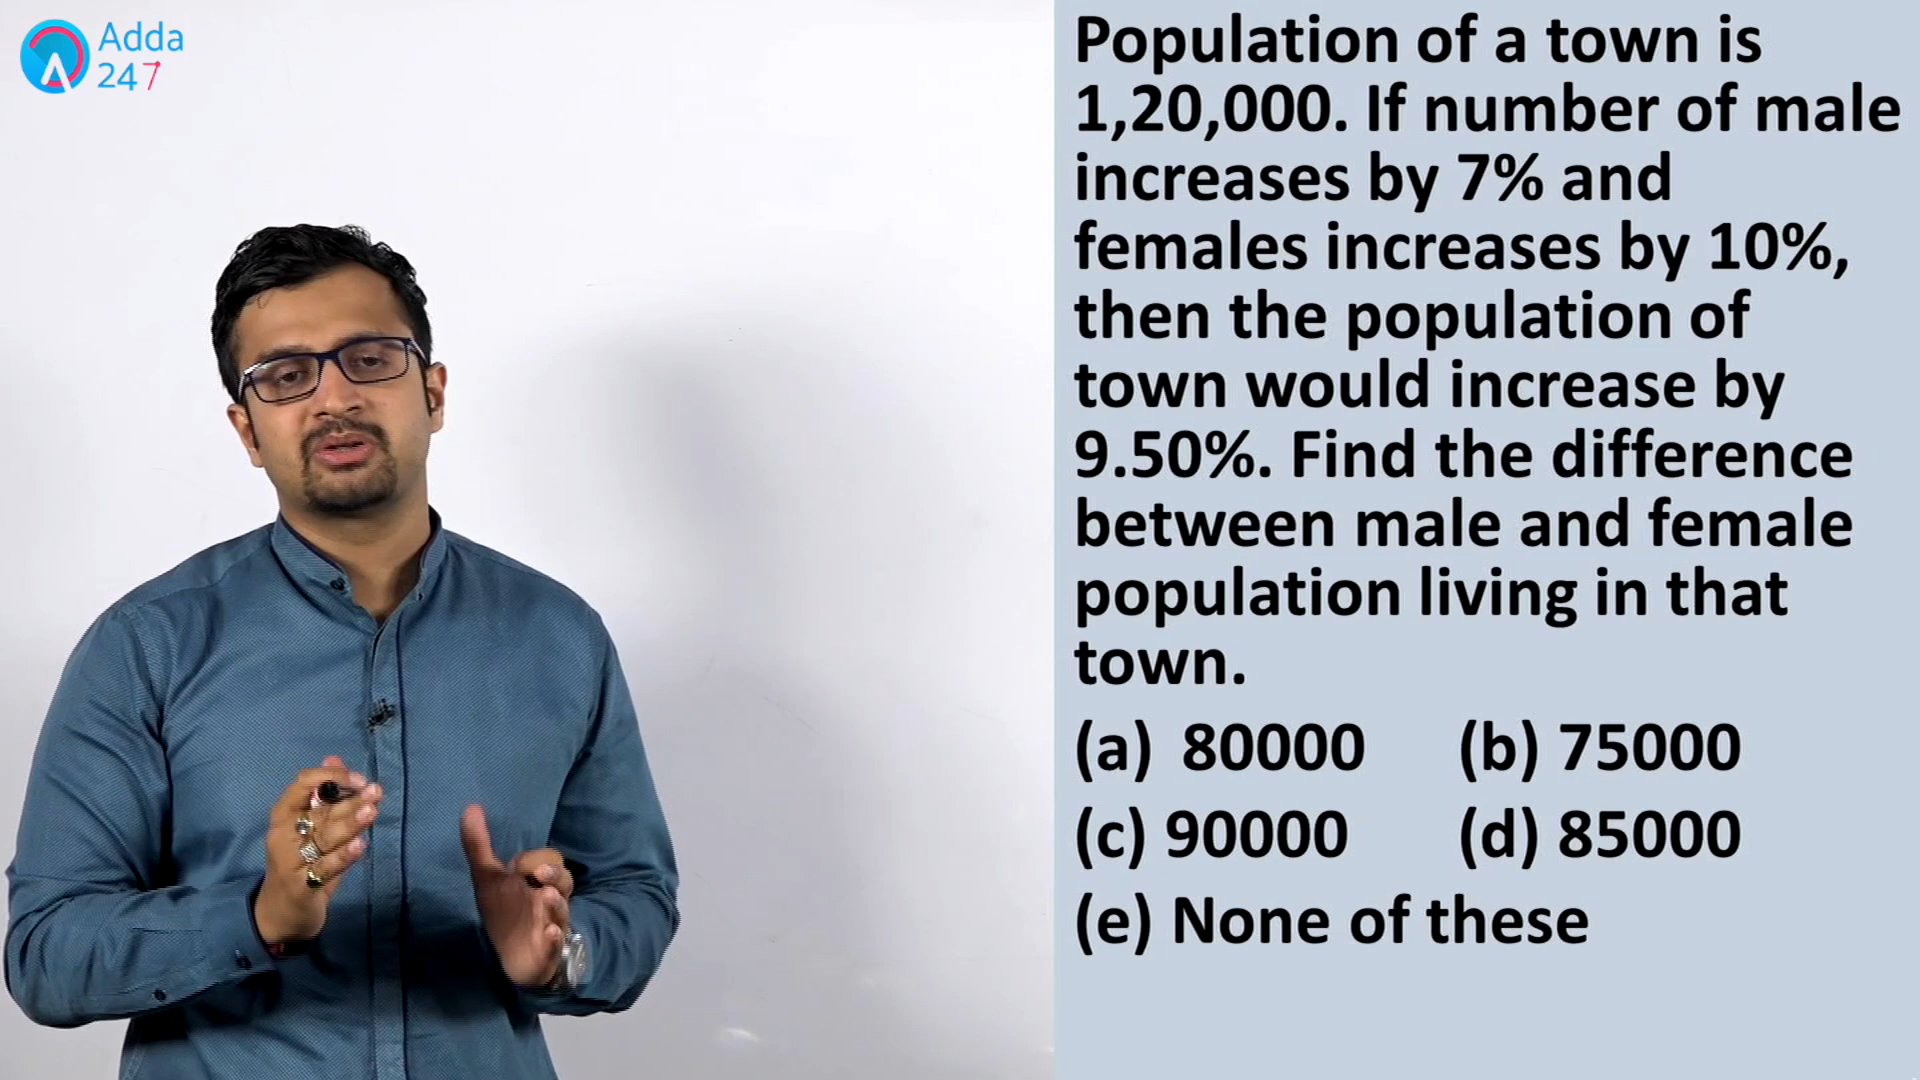 Adda
247
Population of a town is
1,20,000. If number of male
increases by 7% and
females increases by 10%,
then the population of
town would increase by
9.50%. Find the difference
between male and female
population living in that
town.
(a) 80000 (b) 75000
(c) 90000 (d) 85000
(e) None of these